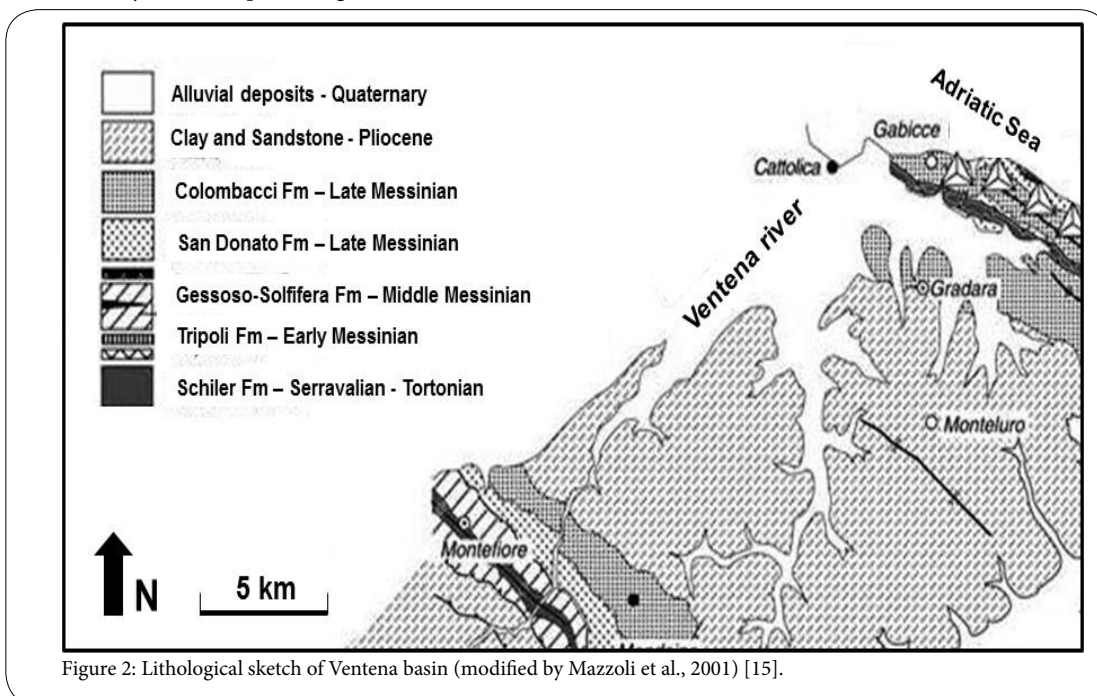 Alluvial deposits - Quaternary
Clay and Sandstone - Pliocene
Colombacci Fm – Late Messinian
San Donato Fm – Late Messinian
Gessoso-Solfifera Fm – Middle Messinian
Tripoli Fm – Early Messinian
Schiler Fm – Serravalian - Tortonian
Adriatic Sea
Gabicce
Cattolica
Ventena river
Gradara
Monteluro
Montefiore
N
5 km
Figure 2: Lithological sketch of Ventena basin (modified by Mazzoli et al., 2001) [15].